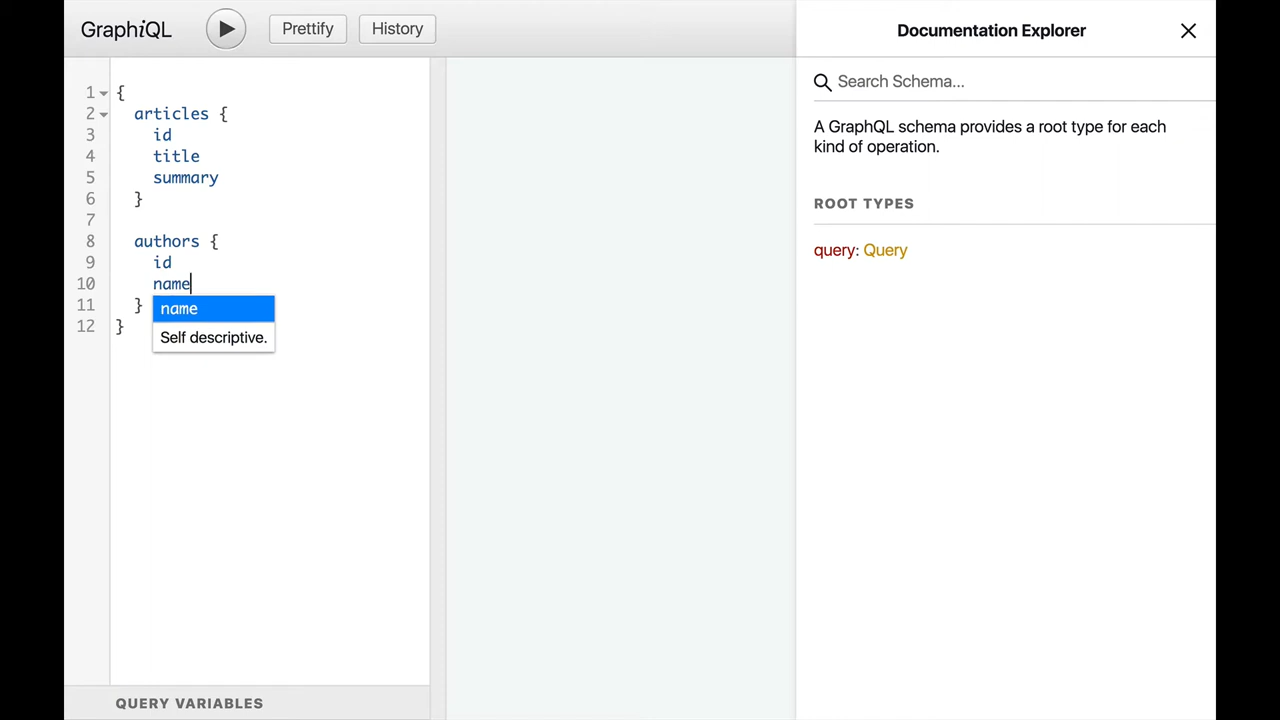 GraphiQL
Prettify
History
1 {
2 articles {
3 id
4 title
5 summary
6 }
7
8 authors {
9 id
10 name
11 }
12 }
name
Self descriptive.
QUERY VARIABLES
Documentation Explorer
Search Schema...
A GraphQL schema provides a root type for each
kind of operation.
ROOT TYPES
query: Query